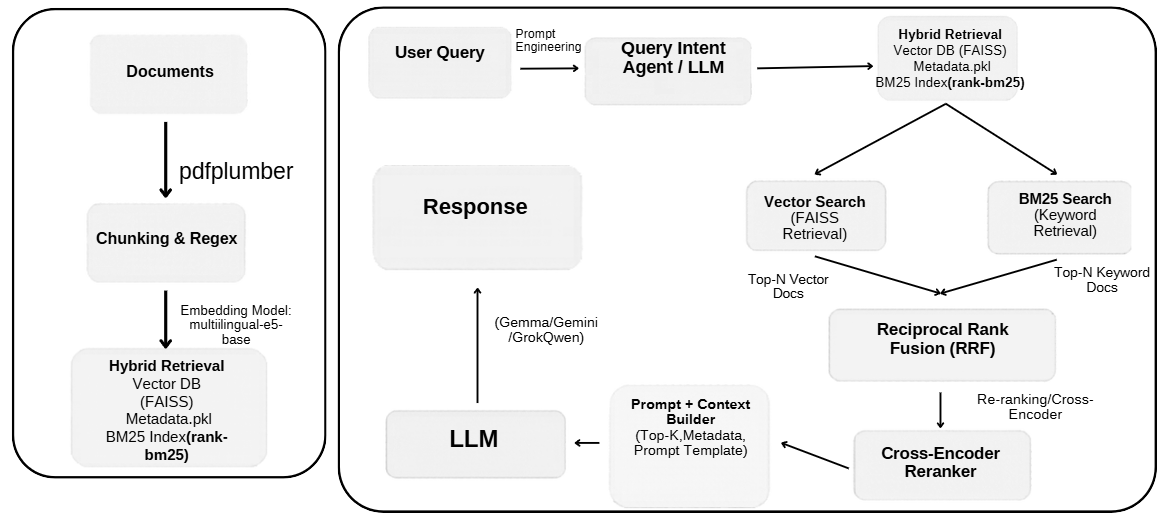 Documents
pdfplumber
Chunking & Regex
Embedding Model:
multiilingual-e5-
base
Hybrid Retrieval
Vector DB
(FAISS)
Metadata.pkl
BM25 Index(rank-
bm25)
User Query
Prompt
Engineering
Query Intent
Agent / LLM
Hybrid Retrieval
Vector DB (FAISS)
Metadata.pkl
BM25 Index(rank-bm25)
Vector Search
(FAISS
Retrieval)
BM25 Search
(Keyword
Retrieval)
Top-N Vector
Docs
Top-N Keyword
Docs
Reciprocal Rank
Fusion (RRF)
Re-ranking/Cross-
Encoder
Cross-Encoder
Reranker
Prompt + Context
Builder
(Top-K,Metadata,
Prompt Template)
LLM
(Gemma/Gemini
/GrokQwen)
Response